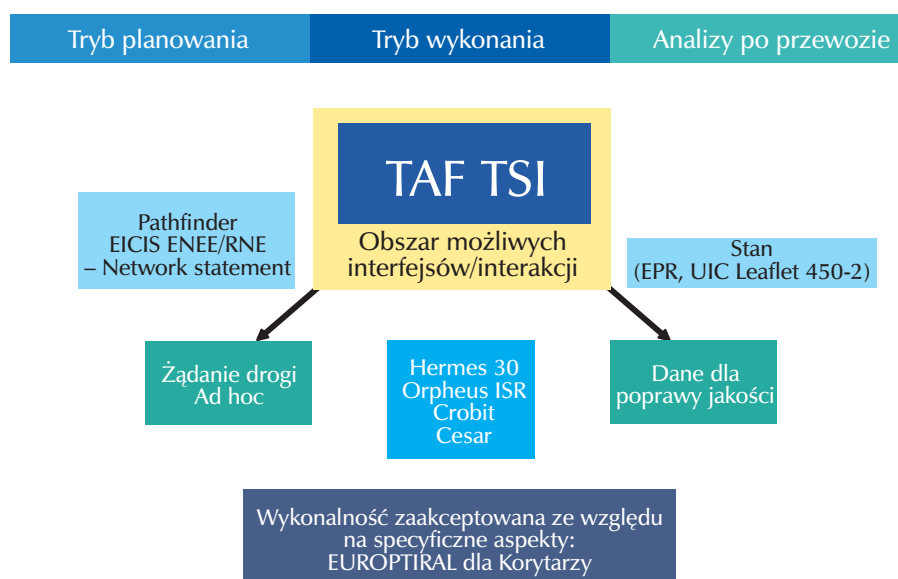 Tryb planowania
Tryb wykonania
Analizy po przewozie
TAF TSI
Obszar możliwych
interfejsów/interakcji
Pathfinder
EICIS ENEE/RNE
– Network statement
Stan
(EPR, UIC Leaflet 450-2)
Żądanie drogi
Ad hoc
Hermes 30
Orpheus ISR
Crobit
Cesar
Dane dla
poprawy jakości
Wykonalność zaakceptowana ze względu
na specyficzne aspekty:
EUROPTIRAL dla Korytarzy